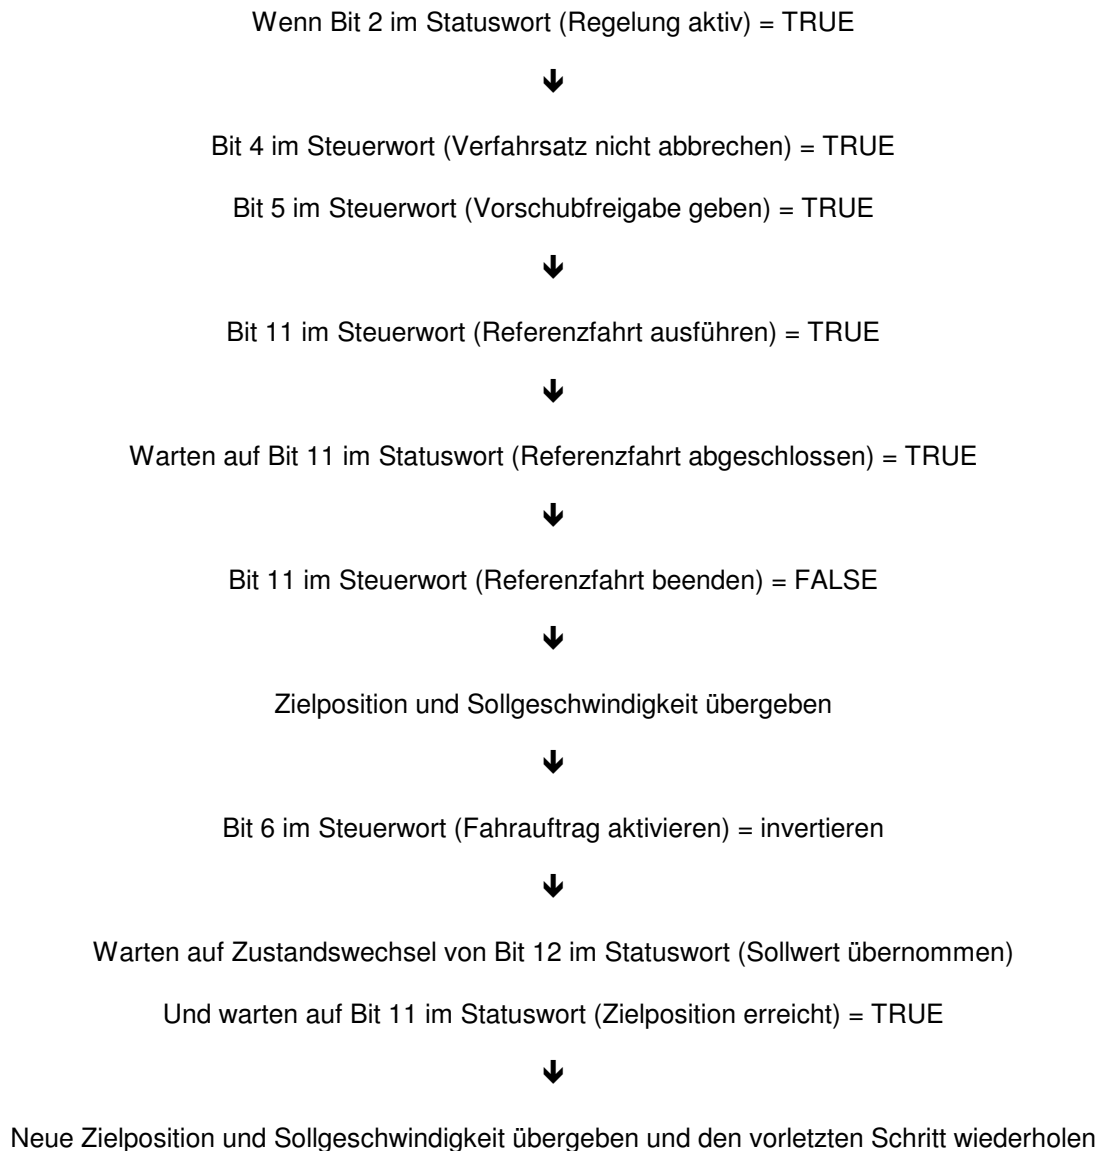 Wenn Bit 2 im Statuswort (Regelung aktiv) = TRUE
Bit 4 im Steuerwort (Verfahrsatz nicht abbrechen) = TRUE
Bit 5 im Steuerwort (Vorschubfreigabe geben) = TRUE
Bit 11 im Steuerwort (Referenzfahrt ausführen) = TRUE
Warten auf Bit 11 im Statuswort (Referenzfahrt abgeschlossen) = TRUE
Bit 11 im Steuerwort (Referenzfahrt beenden) = FALSE
Zielposition und Sollgeschwindigkeit übergeben
Bit 6 im Steuerwort (Fahrauftrag aktivieren) = invertieren
Warten auf Zustandswechsel von Bit 12 im Statuswort (Sollwert übernommen)
Und warten auf Bit 11 im Statuswort (Zielposition erreicht) = TRUE
Neue Zielposition und Sollgeschwindigkeit übergeben und den vorletzten Schritt wiederholen